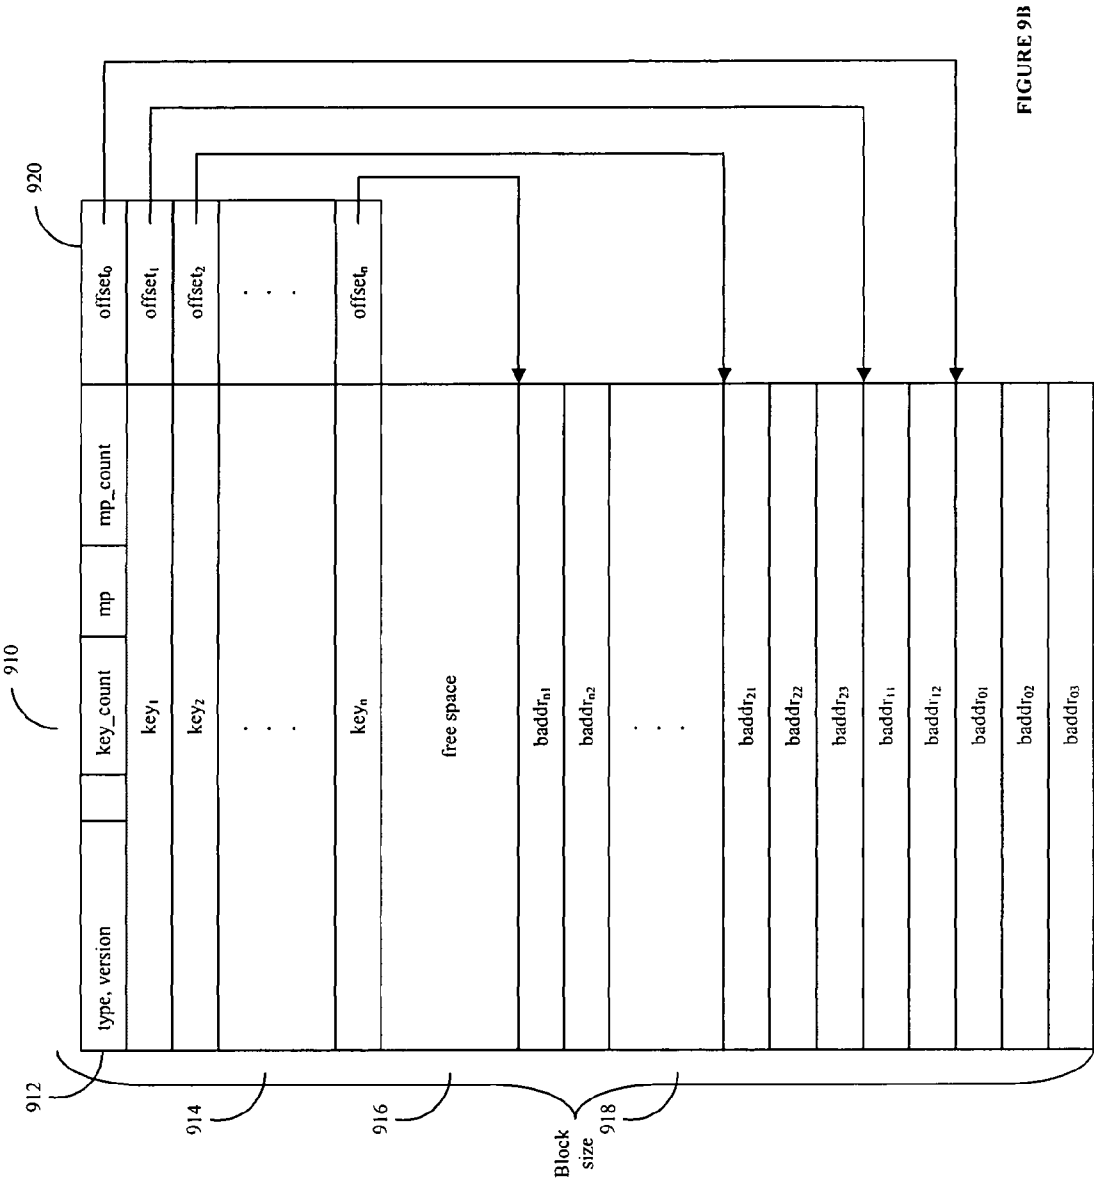 910
912
920
type, version key_count mp mp_count offset₀
key₁ offset₁
key₂ offset₂
914
. . . . . .
keyₙ offsetₙ
916
free space
baddrₙ₁
Block
size
baddrₙ₂
918
. . .
baddr₂₁
baddr₂₂
baddr₂₃
baddr₁₁
baddr₁₂
baddr₀₁
baddr₀₂
baddr₀₃
FIGURE 9B